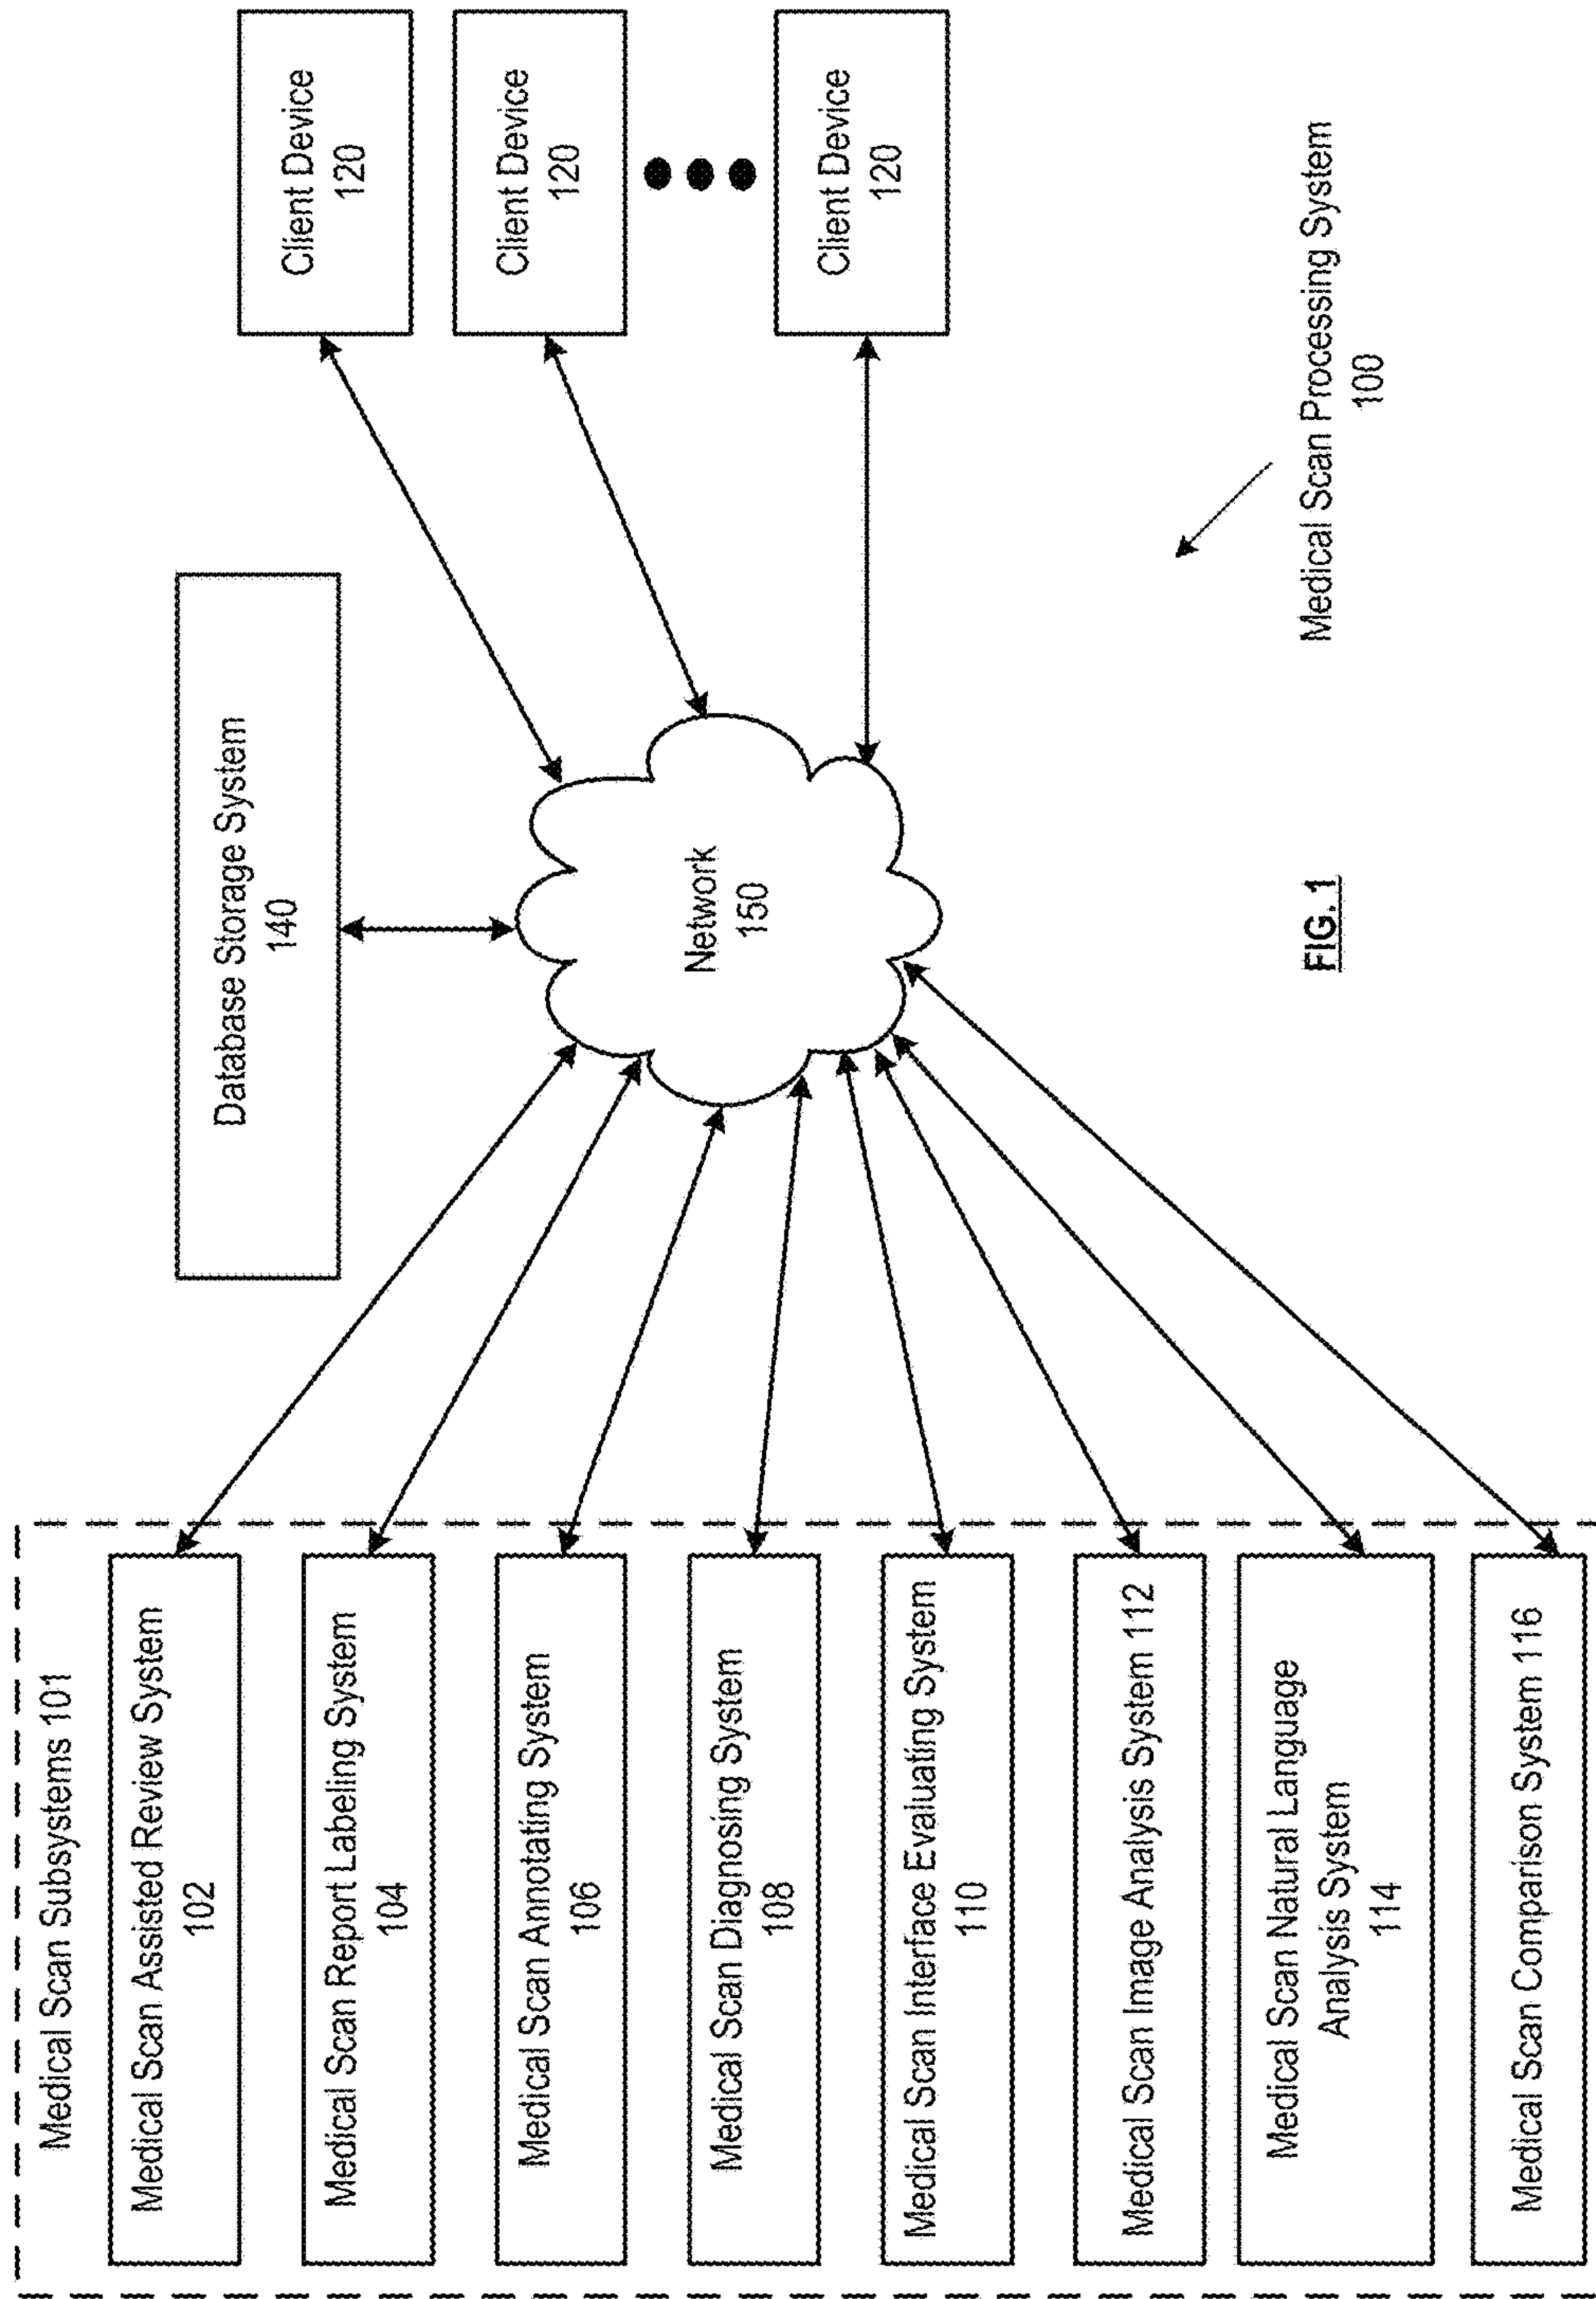 Medical Scan Subsystems 101
Medical Scan Assisted Review System
102
Medical Scan Report Labeling System
104
Medical Scan Annotating System
106
Medical Scan Diagnosing System
108
Medical Scan Interface Evaluating System
110
Medical Scan Image Analysis System 112
Medical Scan Natural Language
Analysis System
114
Medical Scan Comparison System 116
Database Storage System
140
Network
150
Client Device
120
Client Device
120
Client Device
120
Medical Scan Processing System
100
FIG. 1